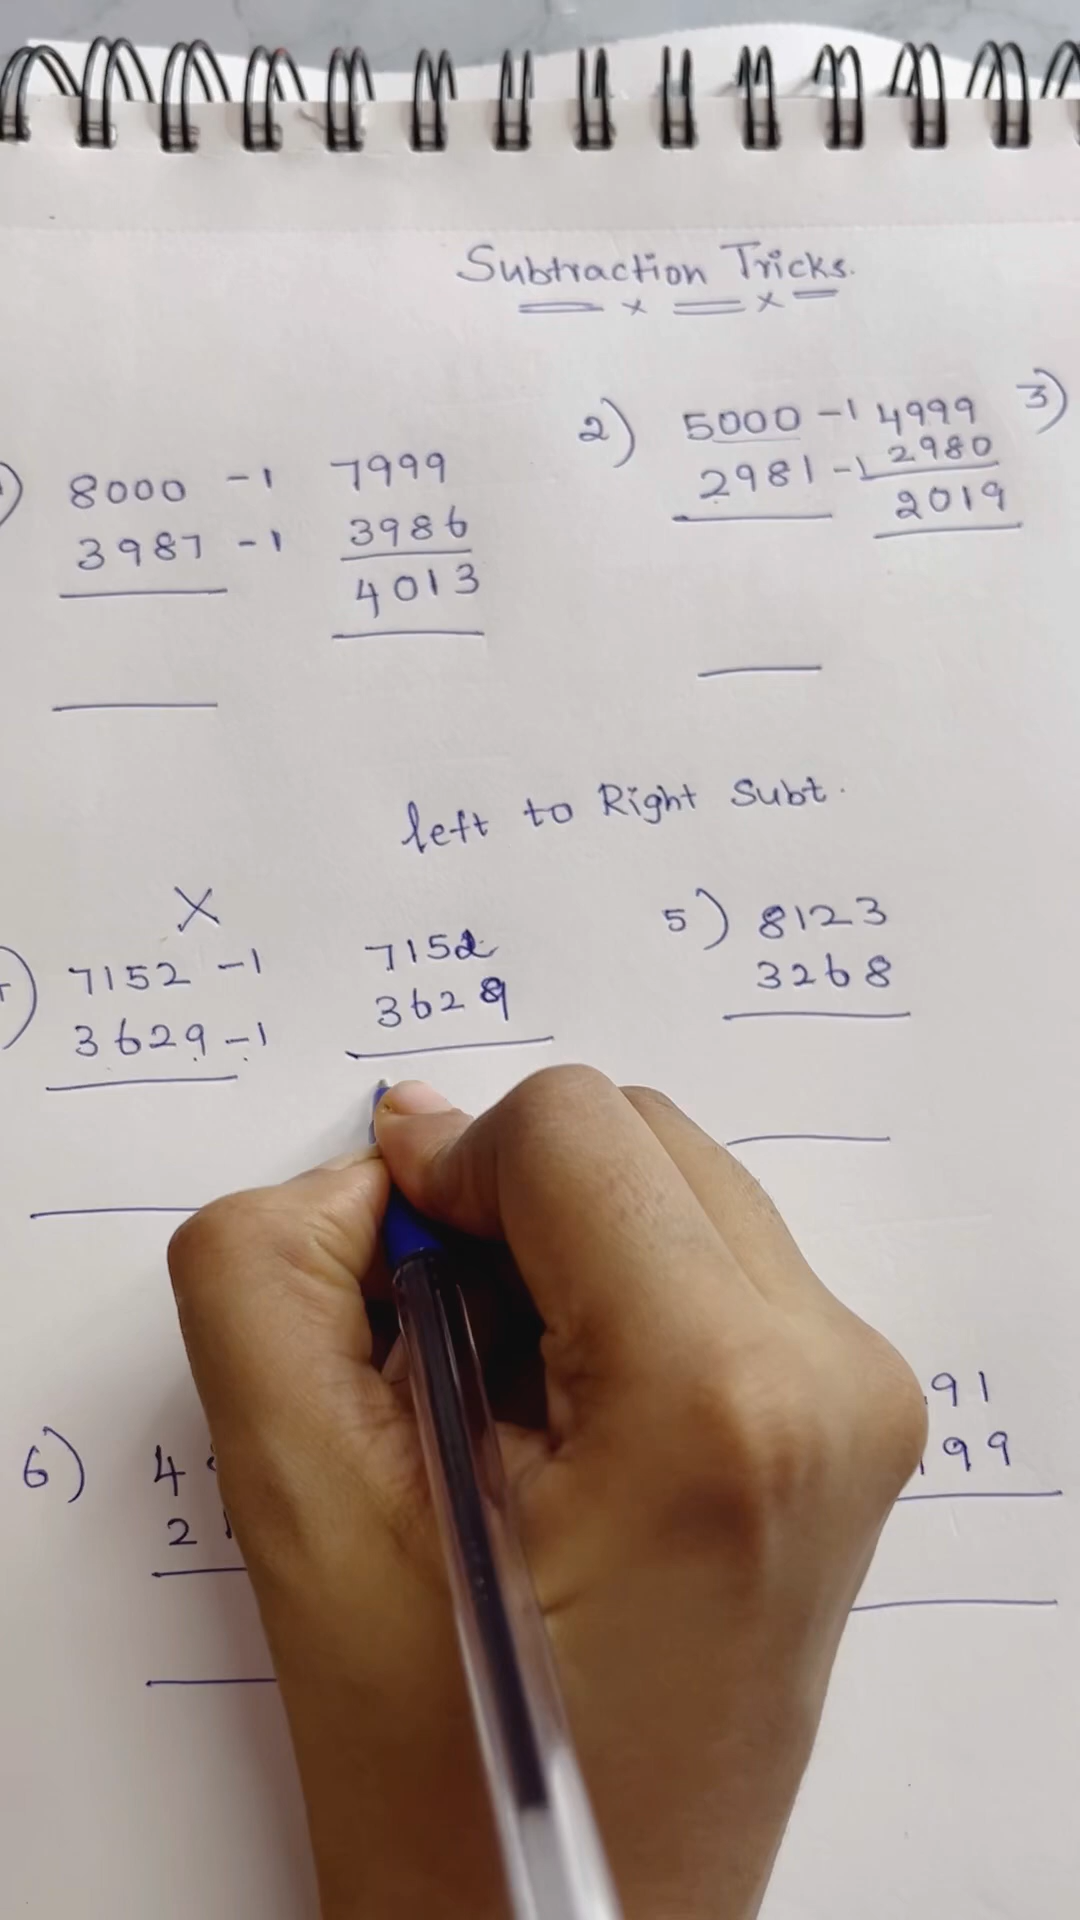 Subtraction Tricks.
8000 -1 7999
3987 -1 3986
4013
2) 5000 -1 4999
2981 -1 2980
2019
3)
left to Right Subt.
X
7152 -1 7152
3629 -1 3629
5) 8123
3268
6) 4
2
91
99